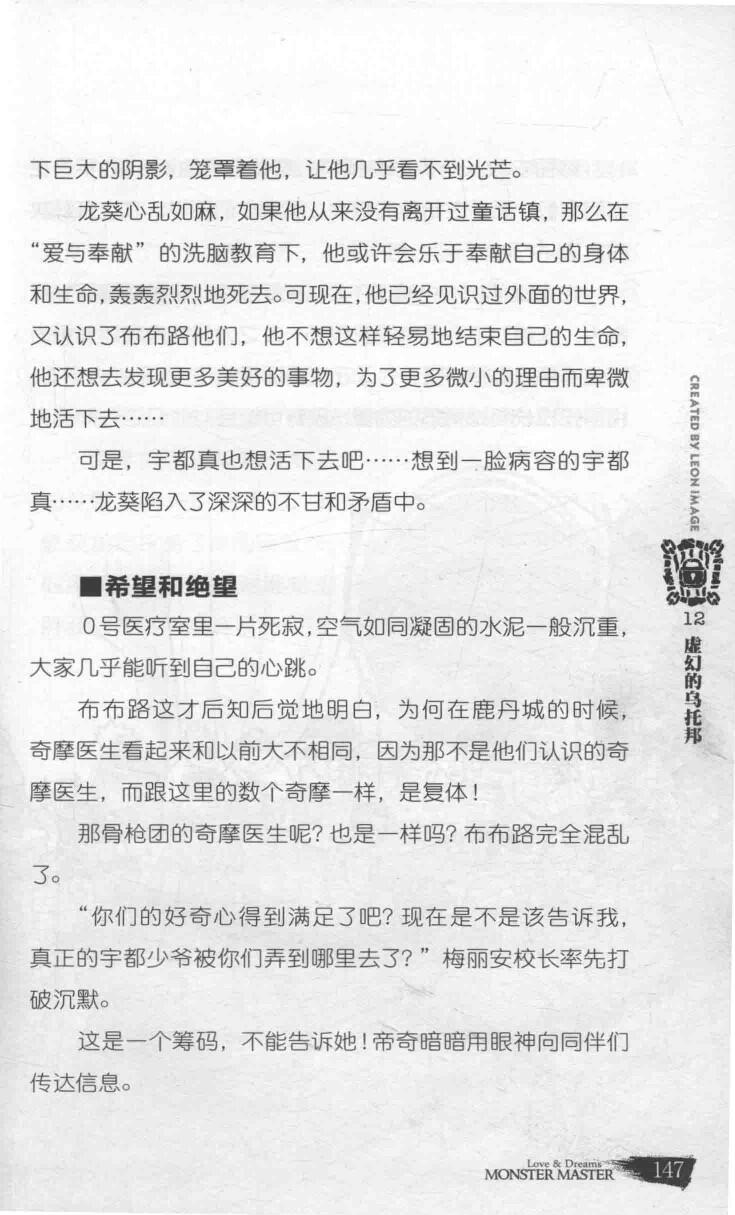 下巨大的阴影，笼罩着他，让他几乎看不到光芒。
龙葵心乱如麻，如果他从来没有离开过童话镇，那么在
“爱与奉献”的洗脑教育下，他或许会乐于奉献自己的身体
和生命，轰轰烈烈地死去。可现在，他已经见识过外面的世界，
又认识了布布路他们，他不想这样轻易地结束自己的生命，
他还想去发现更多美好的事物，为了更多微小的理由而卑微
地活下去……
可是，宇都真也想活下去吧……想到一脸病容的宇都
真……龙葵陷入了深深的不甘和矛盾中。
■希望和绝望
0号医疗室里一片死寂，空气如同凝固的水泥一般沉重，
大家几乎能听到自己的心跳。
布布路这才后知后觉地明白，为何在鹿丹城的时候，
奇摩医生看起来和以前大不相同，因为那不是他们认识的奇
摩医生，而跟这里的数个奇摩一样，是复体！
那骨枪团的奇摩医生呢？也是一样吗？布布路完全混乱
了。
“你们的好奇心得到满足了吧？现在是不是该告诉我，
真正的宇都少爷被你们弄到哪里去了？”梅丽安校长率先打
破沉默。
这是一个筹码，不能告诉她！帝奇暗暗用眼神向同伴们
传达信息。
CREATED BY LEON IMAGE
12
虚幻的乌托邦
Love & Dreams
MONSTER MASTER
147